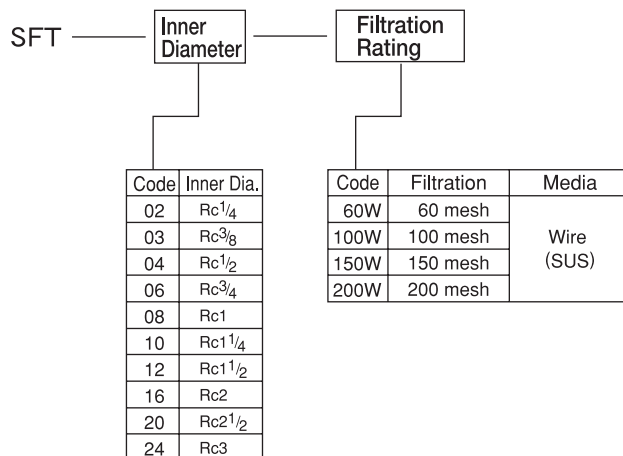 SFT
Inner
Diameter
Filtration
Rating
Code Inner Dia.
02 Rc1/4
03 Rc3/8
04 Rc1/2
06 Rc3/4
08 Rc1
10 Rc1 1/4
12 Rc1 1/2
16 Rc2
20 Rc2 1/2
24 Rc3
Code Filtration Media
60W 60 mesh
100W 100 mesh
150W 150 mesh
200W 200 mesh
Wire
(SUS)